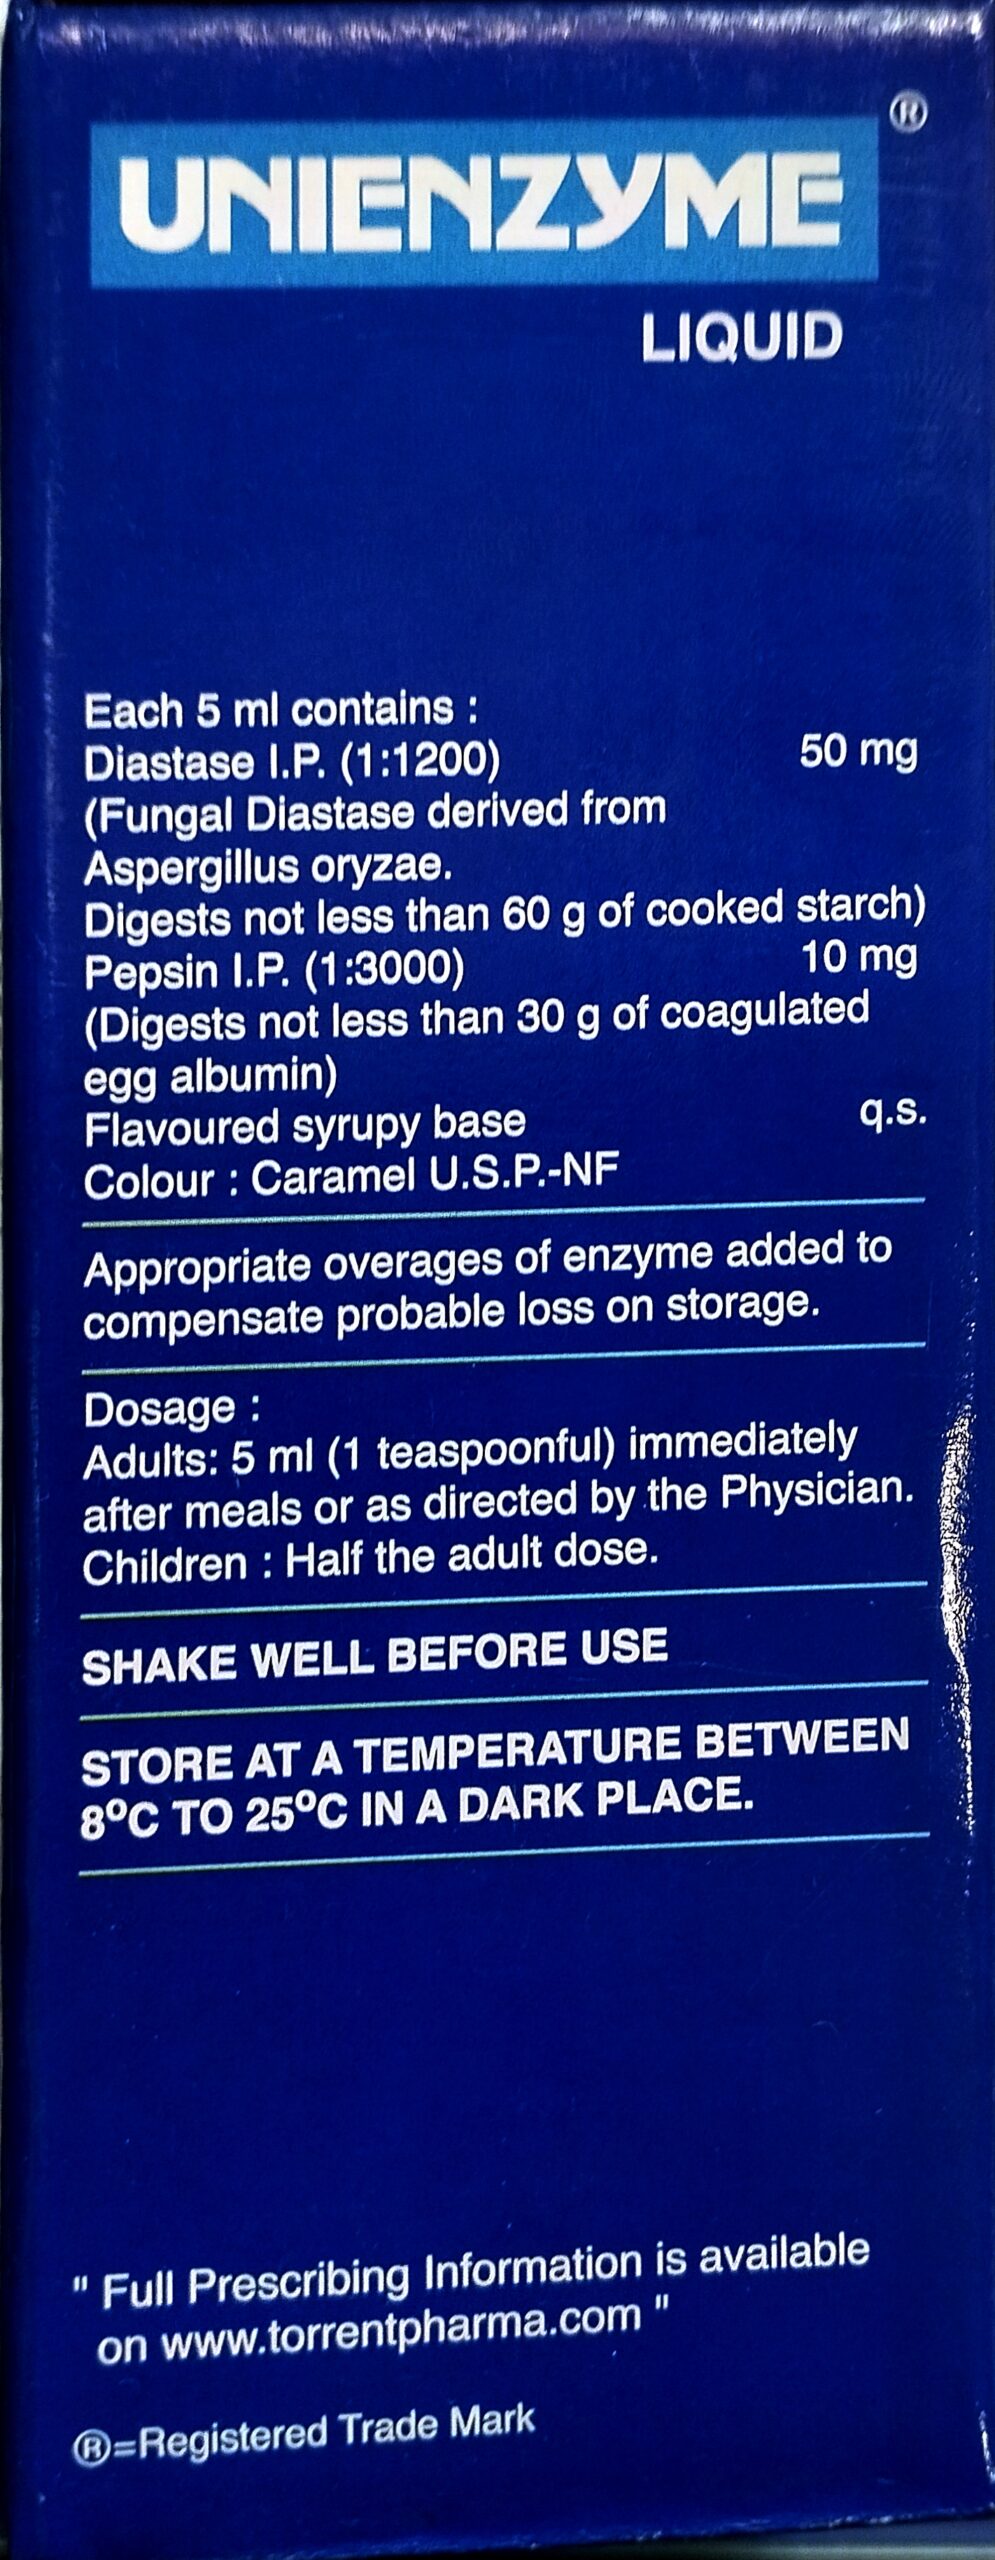 UNIENZYME ®
LIQUID
Each 5 ml contains :
Diastase I.P. (1:1200) 50 mg
(Fungal Diastase derived from
Aspergillus oryzae.
Digests not less than 60 g of cooked starch)
Pepsin I.P. (1:3000) 10 mg
(Digests not less than 30 g of coagulated
egg albumin)
Flavoured syrupy base q.s.
Colour : Caramel U.S.P.-NF
Appropriate overages of enzyme added to
compensate probable loss on storage.
Dosage :
Adults: 5 ml (1 teaspoonful) immediately
after meals or as directed by the Physician.
Children : Half the adult dose.
SHAKE WELL BEFORE USE
STORE AT A TEMPERATURE BETWEEN
8ºC TO 25ºC IN A DARK PLACE.
" Full Prescribing Information is available
on www.torrentpharma.com "
®=Registered Trade Mark